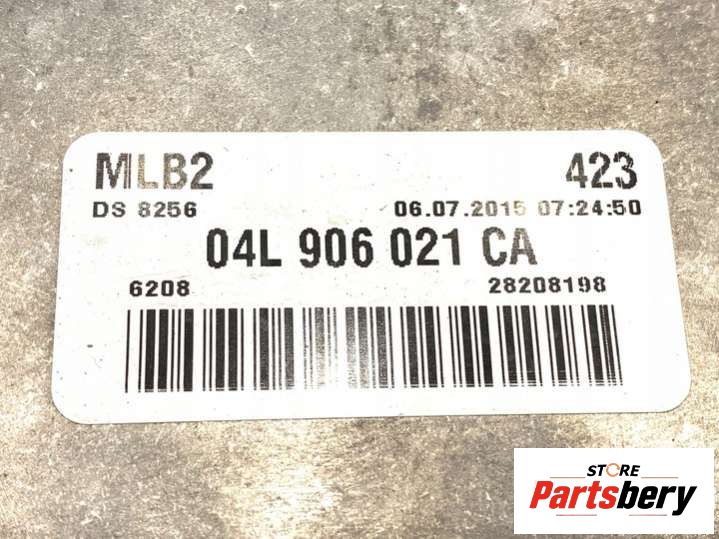 MLB2 423
DS 8256 06.07.2015 07:24:50
04L 906 021 CA
6208 28208198
STORE
Partsbery